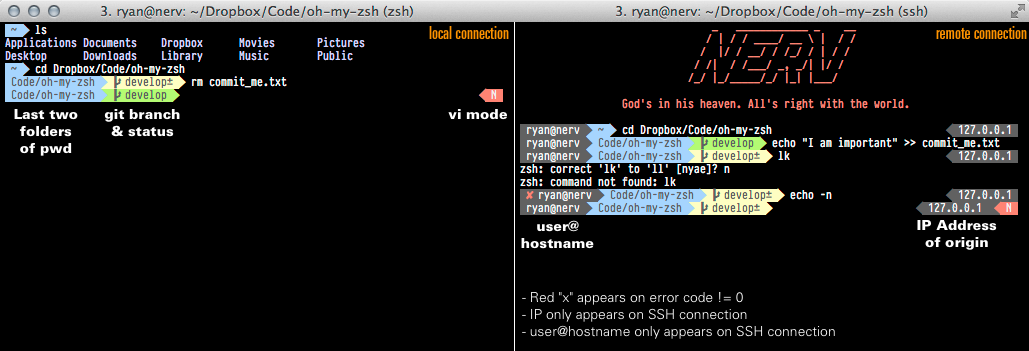 3. ryan@nerv: ~/Dropbox/Code/oh-my-zsh (zsh)
~ ls
local connection
Applications Documents Dropbox Movies Pictures
Desktop Downloads Library Music Public
~ cd Dropbox/Code/oh-my-zsh
Code/oh-my-zsh develop± rm commit_me.txt
Code/oh-my-zsh develop N
Last two folders of pwd
git branch & status
vi mode
3. ryan@nerv: ~/Dropbox/Code/oh-my-zsh (ssh)
remote connection
NERV
God's in his heaven. All's right with the world.
ryan@nerv ~ cd Dropbox/Code/oh-my-zsh 127.0.0.1
ryan@nerv Code/oh-my-zsh develop echo "I am important" >> commit_me.txt
ryan@nerv Code/oh-my-zsh develop± lk 127.0.0.1
zsh: correct 'lk' to 'll' [nyae]? n
zsh: command not found: lk
✘ ryan@nerv Code/oh-my-zsh develop± echo -n 127.0.0.1
ryan@nerv Code/oh-my-zsh develop± 127.0.0.1 N
user@
hostname
IP Address
of origin
- Red "x" appears on error code != 0
- IP only appears on SSH connection
- user@hostname only appears on SSH connection